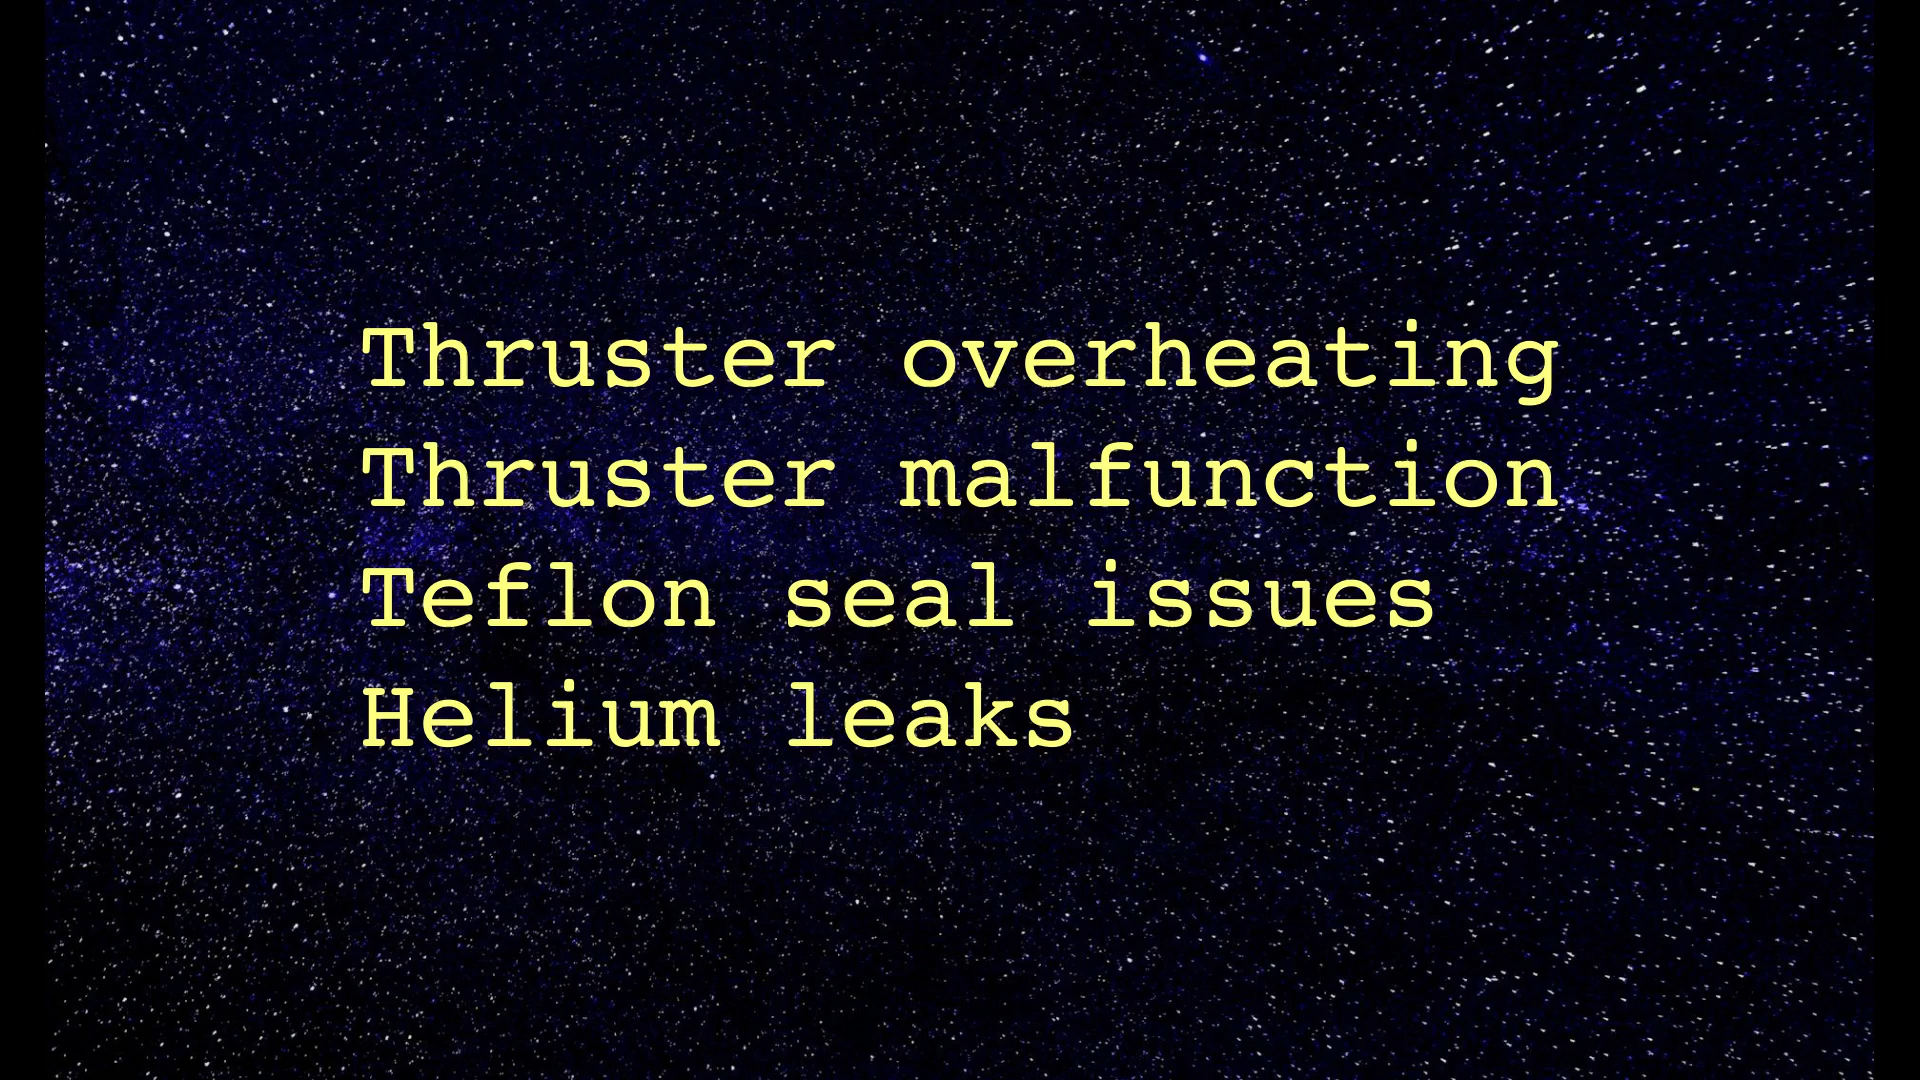 Thruster overheating
Thruster malfunction
Teflon seal issues
Helium leaks